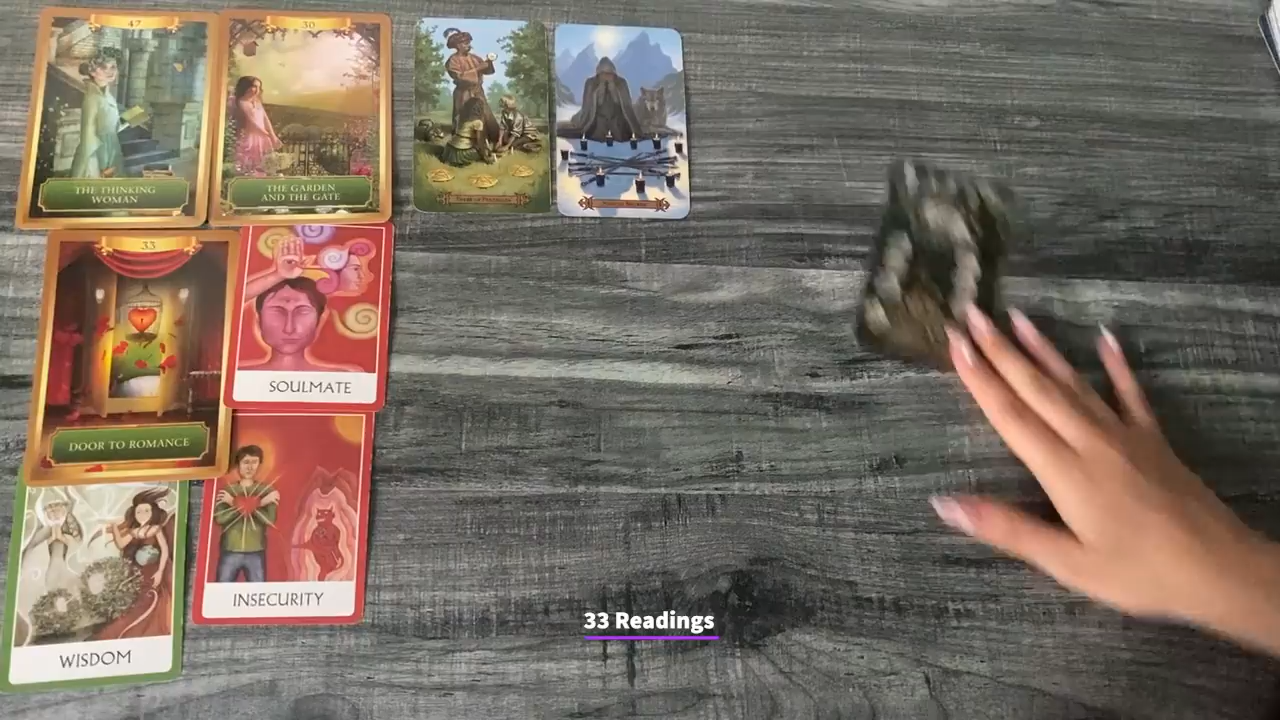 47
THE THINKING
WOMAN
30
THE GARDEN
AND THE GATE
33
DOOR TO ROMANCE
SOULMATE
INSECURITY
WISDOM
33 Readings